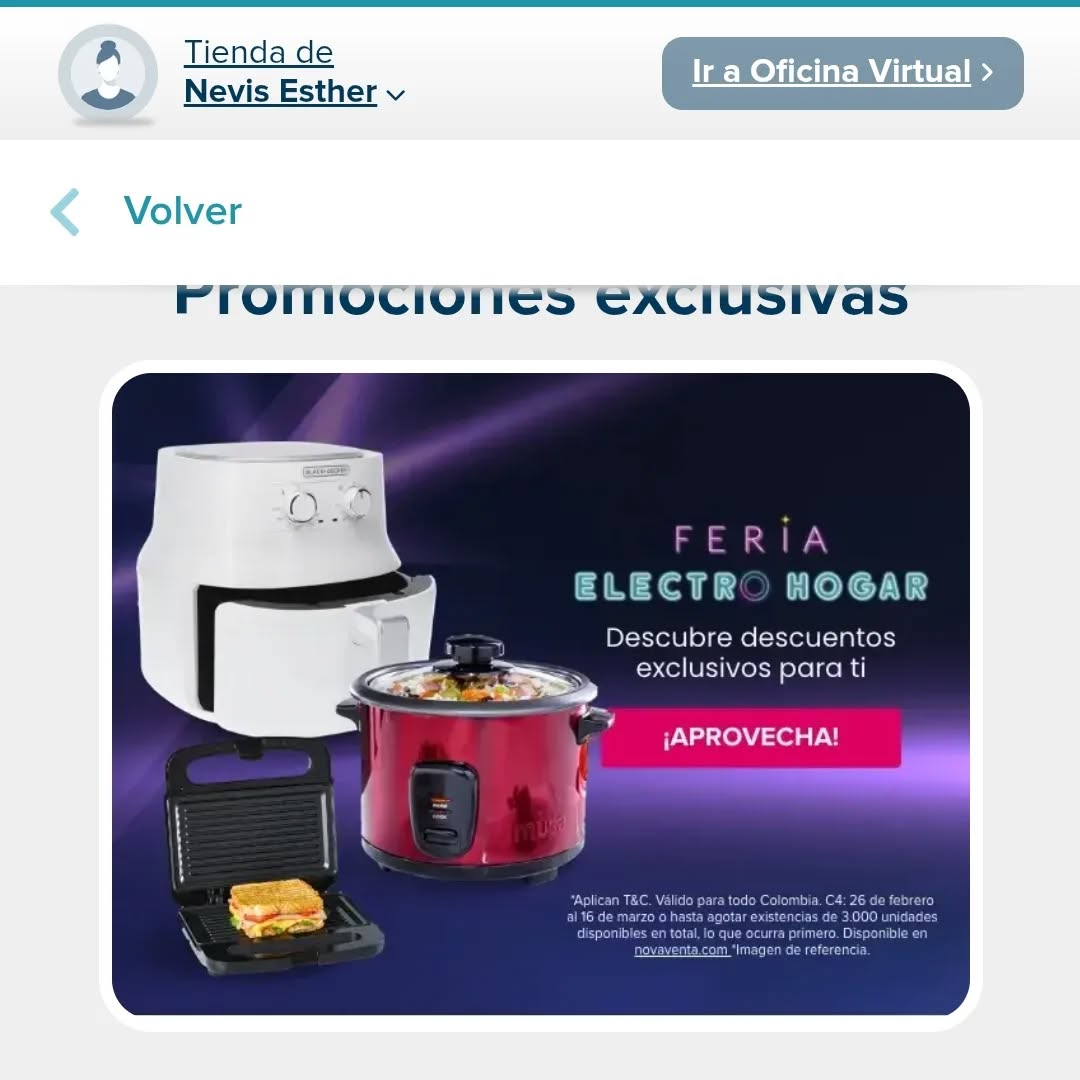 Tienda de
Nevis Esther
Ir a Oficina Virtual
Volver
Promociones exclusivas
BLACK+DECKER
FERIA
ELECTRO HOGAR
Descubre descuentos
exclusivos para ti
¡APROVECHA!
musa
*Aplican T&C. Válido para todo Colombia. C4: 26 de febrero
al 16 de marzo o hasta agotar existencias de 3.000 unidades
disponibles en total, lo que ocurra primero. Disponible en
novaventa.com *Imagen de referencia.